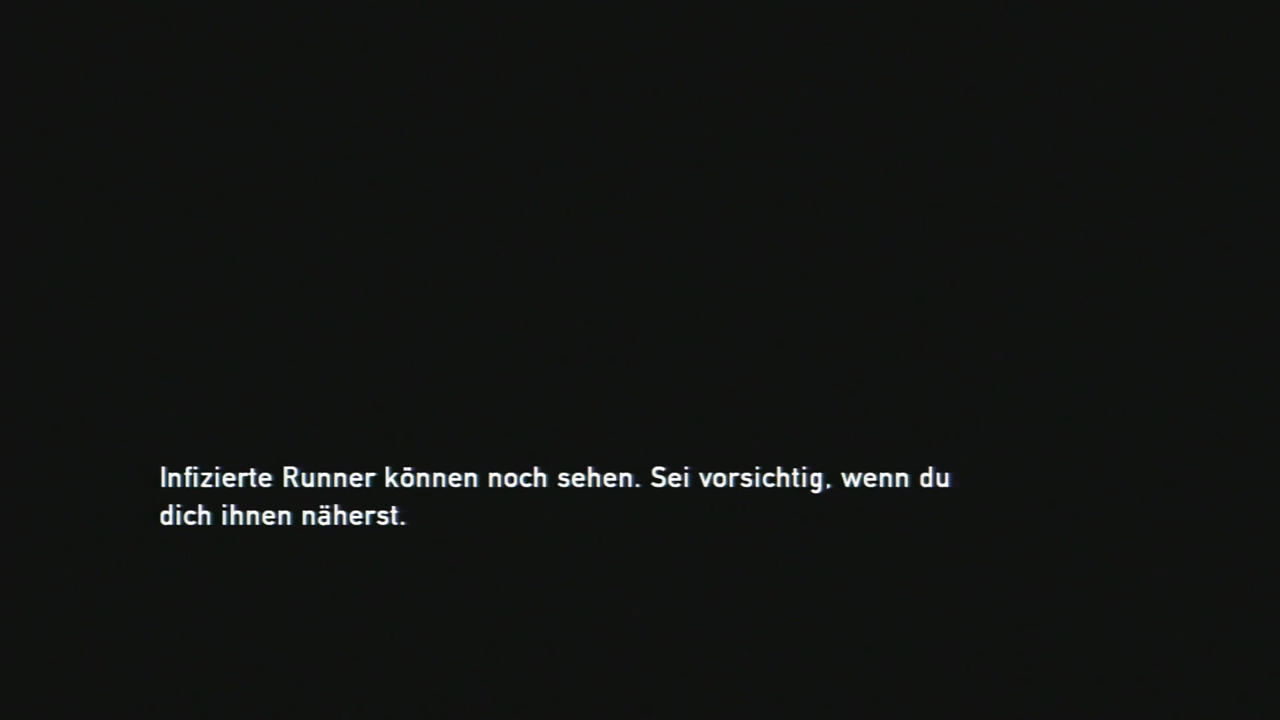 Infizierte Runner können noch sehen. Sei vorsichtig, wenn du
dich ihnen näherst.